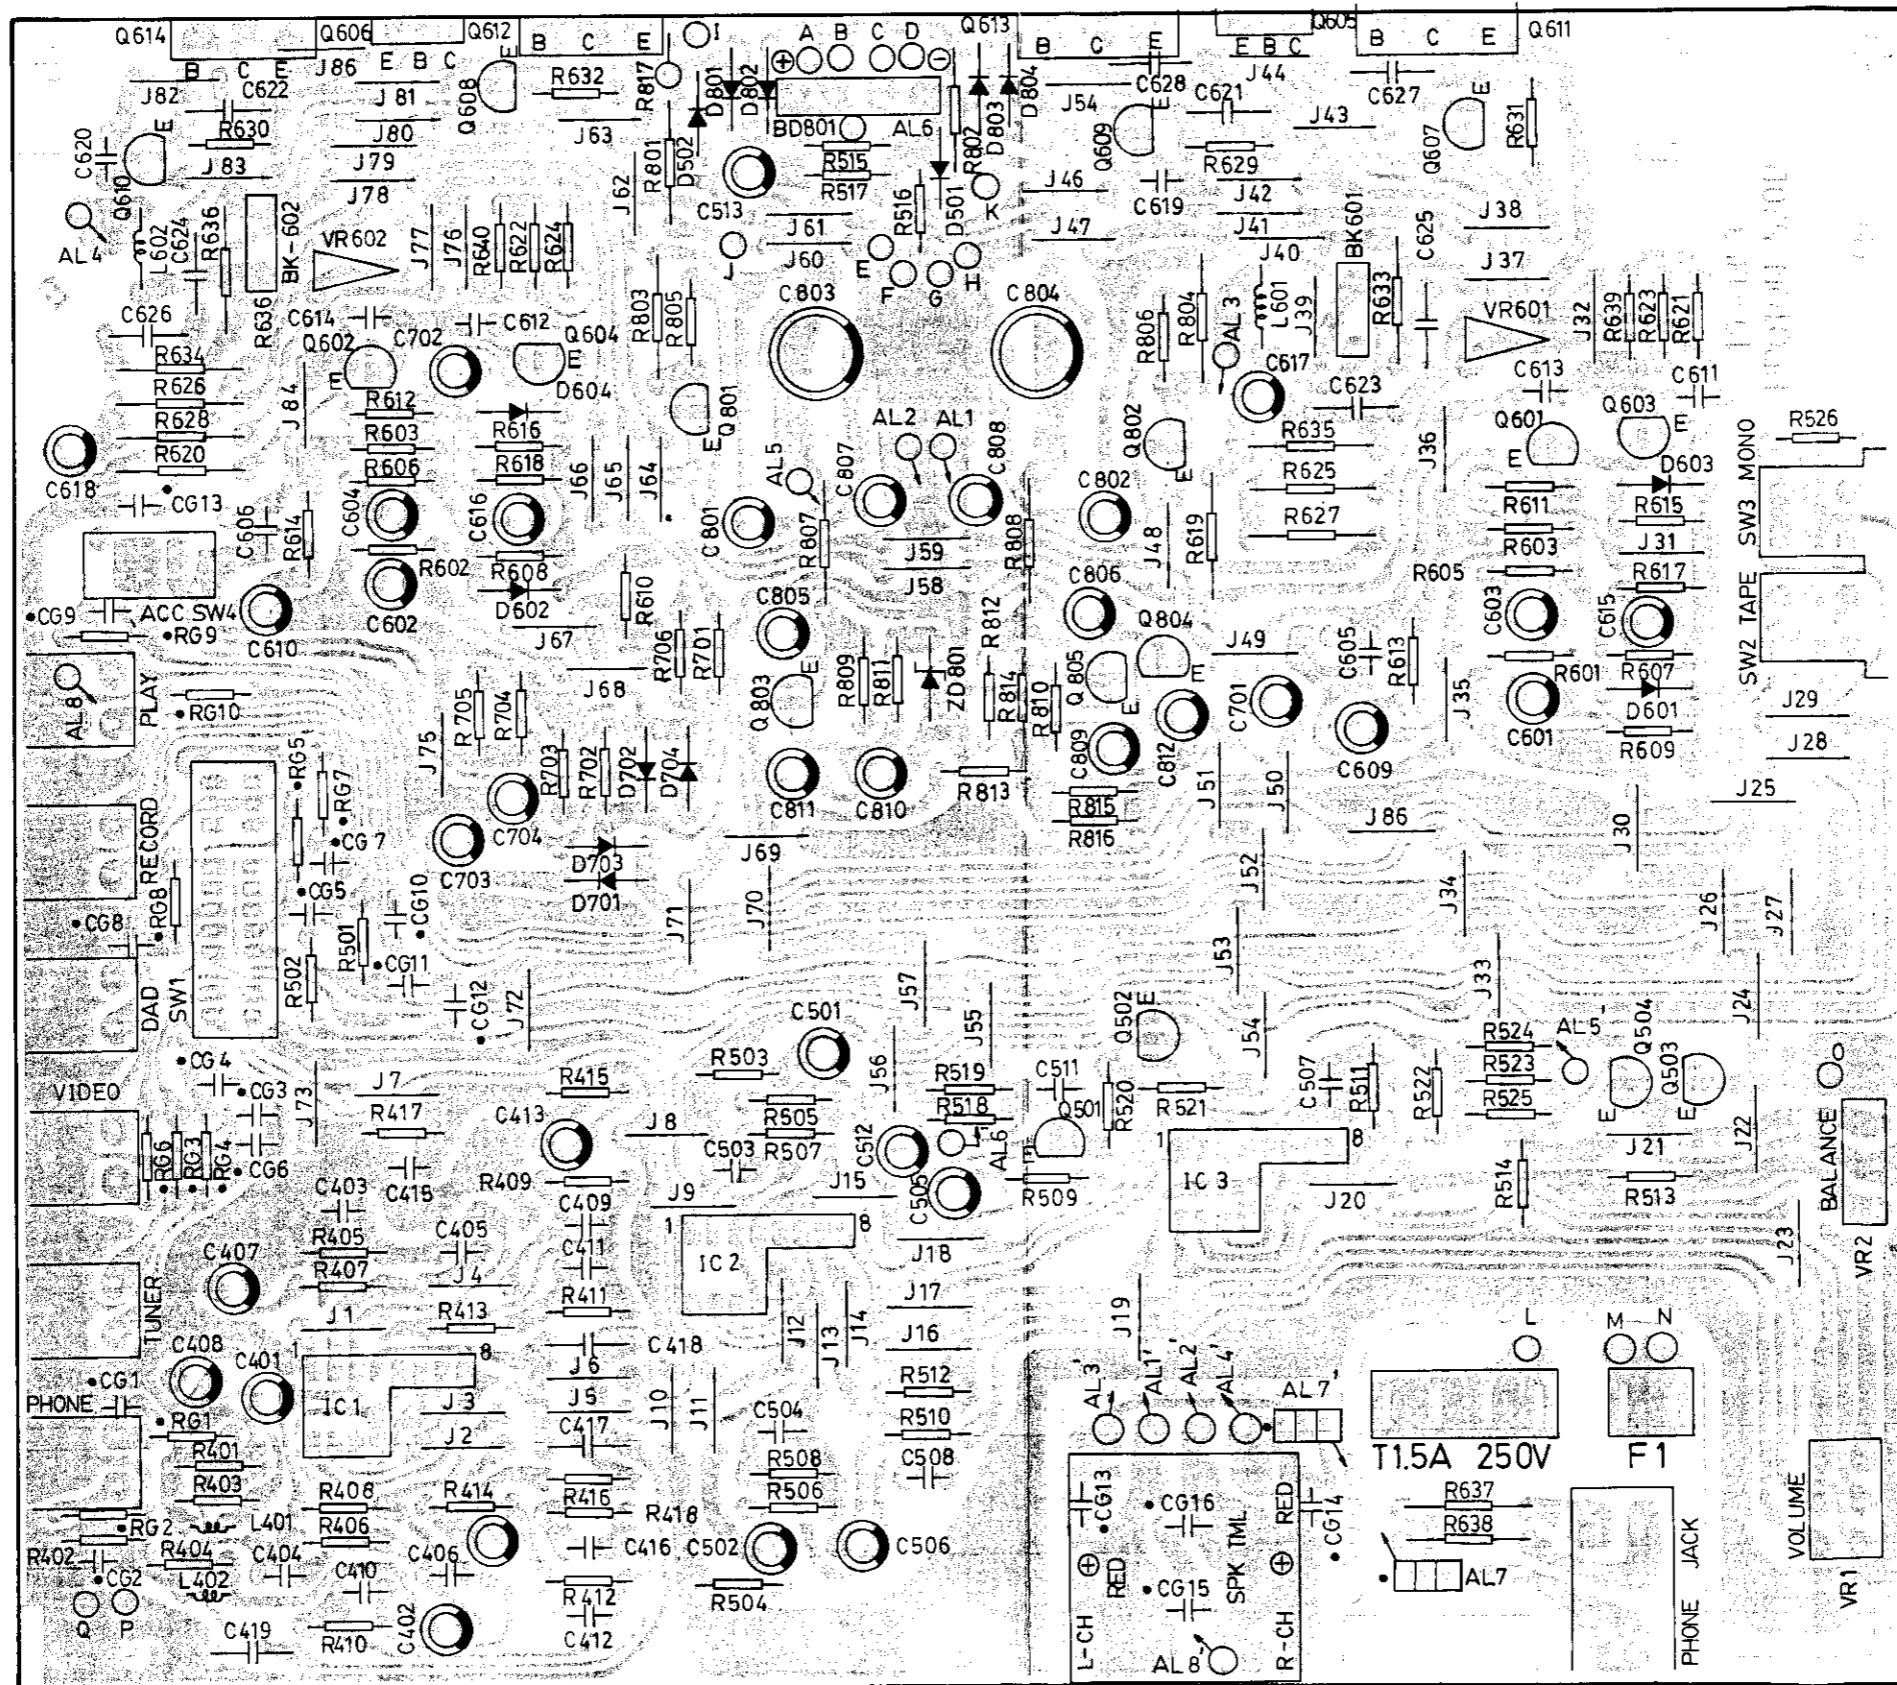 Q614 Q606 Q612 I A B C D Q613 Q605 Q611
B C E J86 E B C E B C E + − B C E E B C B C E
J82 C622 J81 Q608 R632 R817 D801 D802 J54 C628 J44 C627
C620 E R630 J80 J63 BD801 AL6 R802 D803 D804 Q609 E C621 J43 Q607 E R631
J83 J79 J62 R801 D502 R515 R629
Q610 J78 C513 R517 R516 D501 K J46 C619 J42
AL4 L602 C624 R636 BK-602 VR602 J77 J76 R640 R622 R624 J61 J47 J41 BK601 C625 J38
J J60 E F G H J40 J37
C626 R636 C614 C702 C612 R803 R805 C803 C804 R806 R804 AL3 L601 J39 R633 VR601 J32 R639 R623 R621
R634 Q602 E Q604 E D604 C617 C613 C611
R626 J84 R612 Q801 E AL2 AL1 Q802 E C623 J36 Q601 E Q603 E R526
R628 R603 R616 R635
R620 R606 R618 J66 J65 J64 AL5 C807 C808 C802 R625 D603 SW3 MONO
C618 •CG13 C606 R614 C604 C616 C801 R807 R808 J48 R619 R627 R611 R615
J59 R603 J31
R602 R608 J58 C806 R605 R617
•CG9 ACC.SW4 D602 R610 C805 R812 C603 C615 SW2 TAPE
•RG9 C610 C602 J67 R706 R701 Q804 E J49 C605 R613
PLAY J68 Q803 E R809 R811 ZD801 R814 R810 Q805 E R601 R607
AL8 •RG10 J75 R705 R704 C701 J35 D601 J29
C601 R609 J28
•RG5 RG7 R703 R702 D702 D704 C809 C812 J51 J50 C609
RECORD C704 C811 C810 R813 R815 J25
•CG7 J69 R816 J86 J30
•RG8 •CG5 C703 D703 J52 J34
•CG8 •CG10 D701 J71 J70 J26 J27
R501 •CG11 J53
DAD SW1 R502 •CG12 J72 J57 J33 J24
C501 J55 Q502 E J54 R524 AL5' Q504
•CG4 R503 J56 R519 C511 C507 R511 R522 R523 Q503 O
VIDEO •CG3 J73 J7 R415 R520 R521 R525
R417 C413 R505 R518 Q501 E E J22
•RG6 •RG3 •RG4 •CG6 J8 C503 R507 C512 AL6' E 1 8 J21 BALANCE
C403 C415 R409 J9 J15 C505 R509 IC3 J20 R514 R513
R405 C405 C409 1 8
C407 R407 J4 C411 IC2 J18 J23 VR2
TUNER J1 R413 R411 J12 J13 J14 J17 J19 L M N
C408 C401 1 8 C418 J16
•CG1 J6 R512 AL3' AL1' AL2' AL4' AL7'
PHONE IC1 J3 J5 J10 J11
•RG1 J2 C417 C504 R510
R401 R508 C508 T1.5A 250V F1
R403 R408 R414 R416 R506 •CG13 •CG16 RED •CG14 R637
•RG2 L401 R406 R418 R638 VOLUME
R402 R404 C404 C410 C406 C416 C502 C506 RED SPK TML
•CG2 L402 R412 R504 •CG15 •AL7 JACK
Q P C402 C412 VR1
C419 R410 L-CH AL8' R-CH PHONE